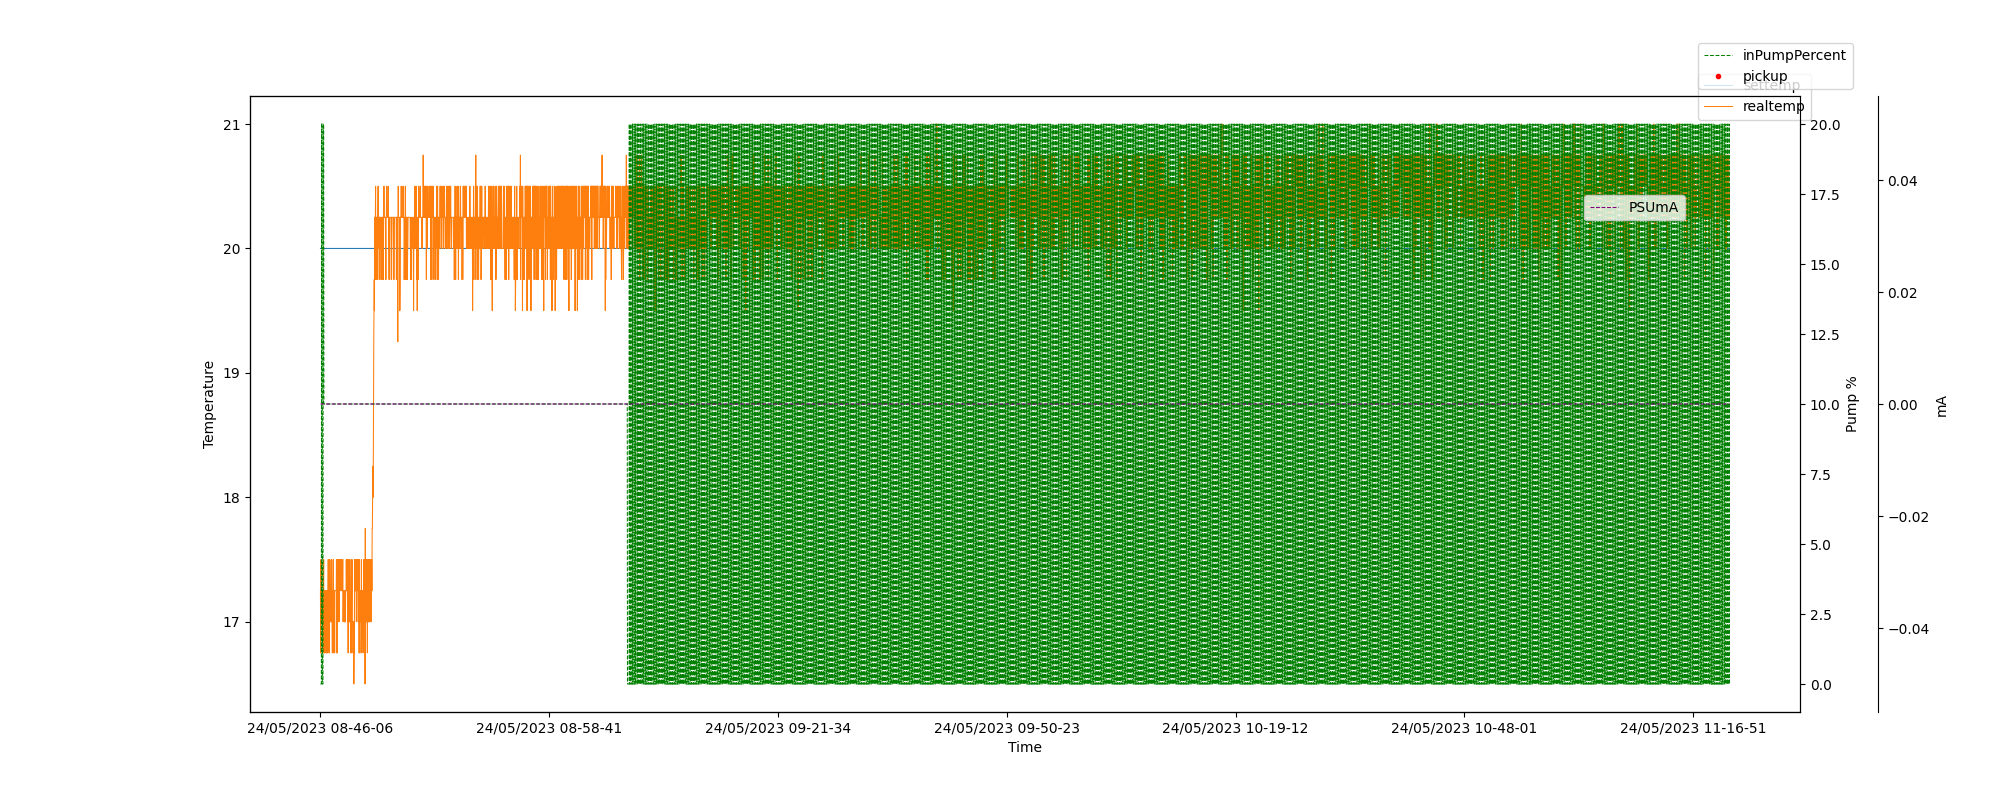 inPumpPercent
pickup
settemp
realtemp
PSUmA
21
20
19
18
17
Temperature
20.0
17.5
15.0
12.5
10.0
7.5
5.0
2.5
0.0
Pump %
0.04
0.02
0.00
−0.02
−0.04
mA
24/05/2023 08-46-06
24/05/2023 08-58-41
24/05/2023 09-21-34
24/05/2023 09-50-23
24/05/2023 10-19-12
24/05/2023 10-48-01
24/05/2023 11-16-51
Time